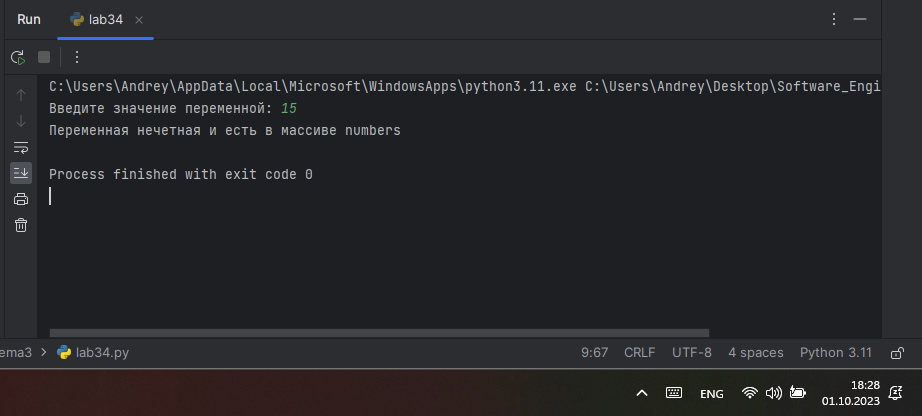 Run lab34
C:\Users\Andrey\AppData\Local\Microsoft\WindowsApps\python3.11.exe C:\Users\Andrey\Desktop\Software_Engi
Введите значение переменной: 15
Переменная нечетная и есть в массиве numbers
Process finished with exit code 0
ema3 > lab34.py 9:67 CRLF UTF-8 4 spaces Python 3.11
ENG 18:28
01.10.2023